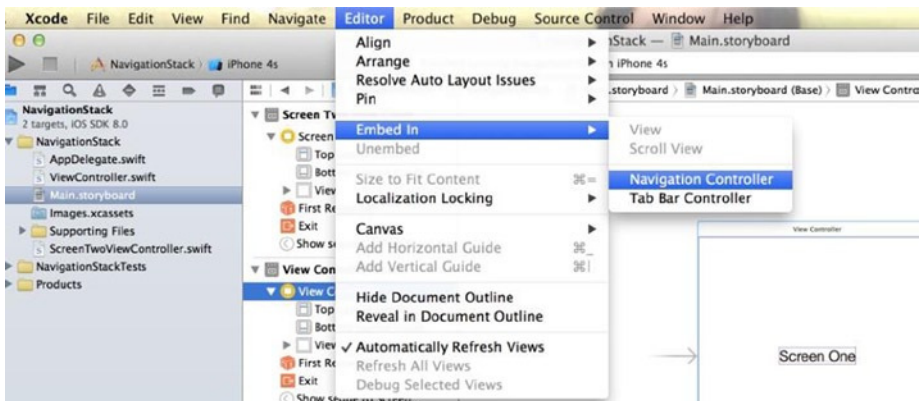 Xcode File Edit View Find Navigate Editor Product Debug Source Control Window Help
Stack — Main.storyboard
NavigationStack iPhone 4s
iPhone 4s
.storyboard Main.storyboard (Base) View Contro
NavigationStack
2 targets, iOS SDK 8.0
NavigationStack
AppDelegate.swift
ViewController.swift
Main.storyboard
Images.xcassets
Supporting Files
ScreenTwoViewController.swift
NavigationStackTests
Products
Screen Tw
Screen
Top
Bott
View
First Re
Exit
Show se
View Con
View C
Top
Bott
View
First Re
Exit
Align
Arrange
Resolve Auto Layout Issues
Pin
Embed In
Unembed
Size to Fit Content ⌘=
Localization Locking
Canvas
Add Horizontal Guide ⌘_
Add Vertical Guide ⌘|
Hide Document Outline
Reveal in Document Outline
✓ Automatically Refresh Views
Refresh All Views
Debug Selected Views
View
Scroll View
Navigation Controller
Tab Bar Controller
View Controller
Screen One